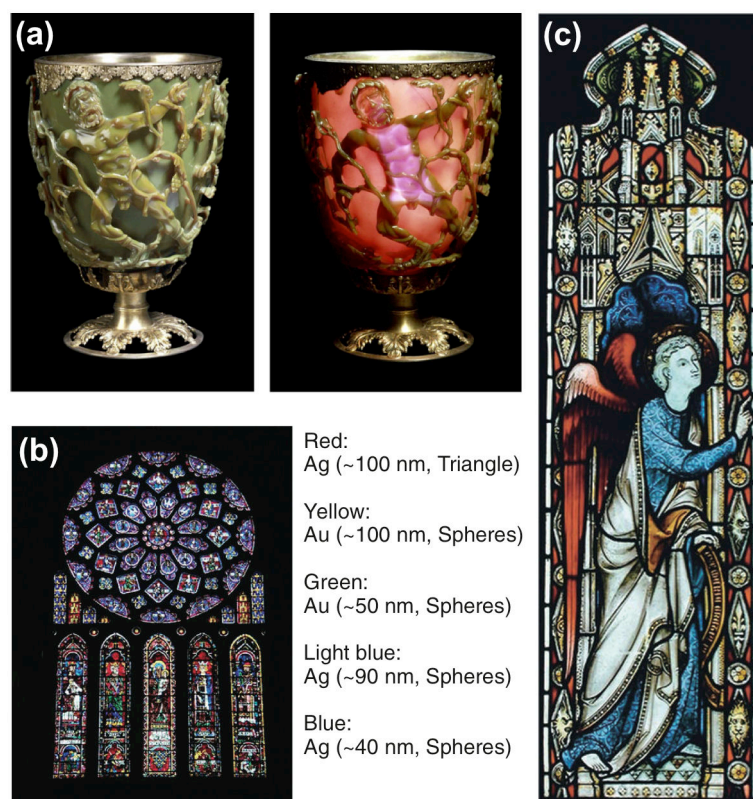 (a)
(c)
(b)
Red:
Ag (~100 nm, Triangle)
Yellow:
Au (~100 nm, Spheres)
Green:
Au (~50 nm, Spheres)
Light blue:
Ag (~90 nm, Spheres)
Blue:
Ag (~40 nm, Spheres)